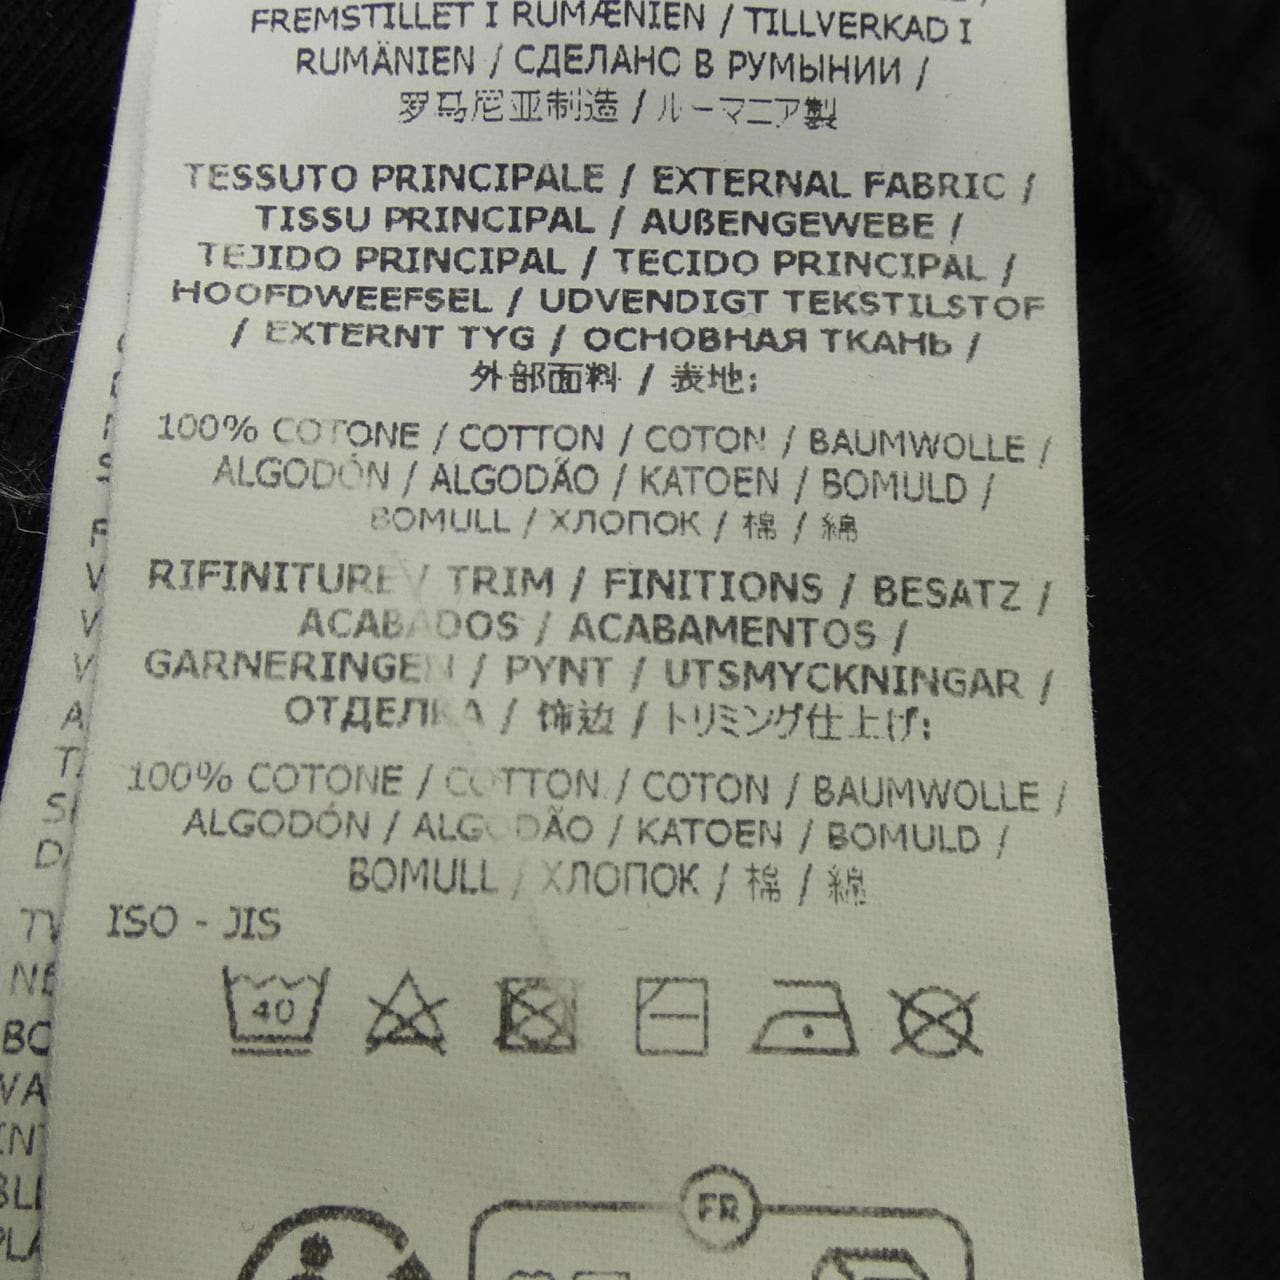 FREMSTILLET I RUMÆNIEN / TILLVERKAD I
RUMÄNIEN / СДЕЛАНО В РУМЫНИИ /
罗马尼亚制造 / ルーマニア製
TESSUTO PRINCIPALE / EXTERNAL FABRIC /
TISSU PRINCIPAL / AUßENGEWEBE /
TEJIDO PRINCIPAL / TECIDO PRINCIPAL /
HOOFDWEEFSEL / UDVENDIGT TEKSTILSTOF
/ EXTERNT TYG / ОСНОВНАЯ ТКАНЬ /
外部面料 / 表地:
100% COTONE / COTTON / COTON / BAUMWOLLE /
ALGODÓN / ALGODÃO / KATOEN / BOMULD /
BOMULL / ХЛОПОК / 棉 / 綿
RIFINITURE / TRIM / FINITIONS / BESATZ /
ACABADOS / ACABAMENTOS /
GARNERINGEN / PYNT / UTSMYCKNINGAR /
ОТДЕЛКА / 饰边 / トリミング仕上げ:
100% COTONE / COTTON / COTON / BAUMWOLLE /
ALGODÓN / ALGODÃO / KATOEN / BOMULD /
BOMULL / ХЛОПОК / 棉 / 綿
ISO - JIS
40
FR